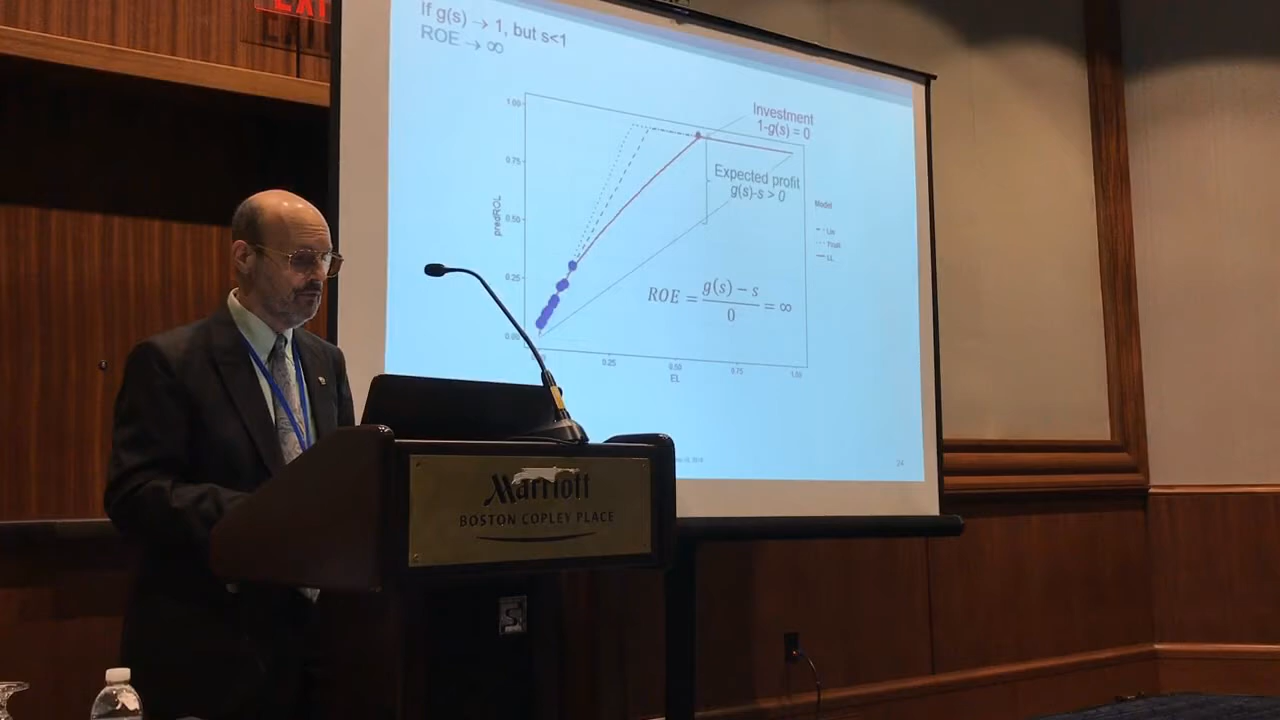 EXIT
If g(s) → 1, but s<1
ROE → ∞
Investment
1-g(s) = 0
Expected profit
g(s)-s > 0
1.00
0.75
0.50
0.25
0.00
predROL
0.25
0.50
0.75
1.00
EL
Model
Lin
LL
ROE = g(s) − s / 0 = ∞
24
Marriott
BOSTON COPLEY PLACE
S